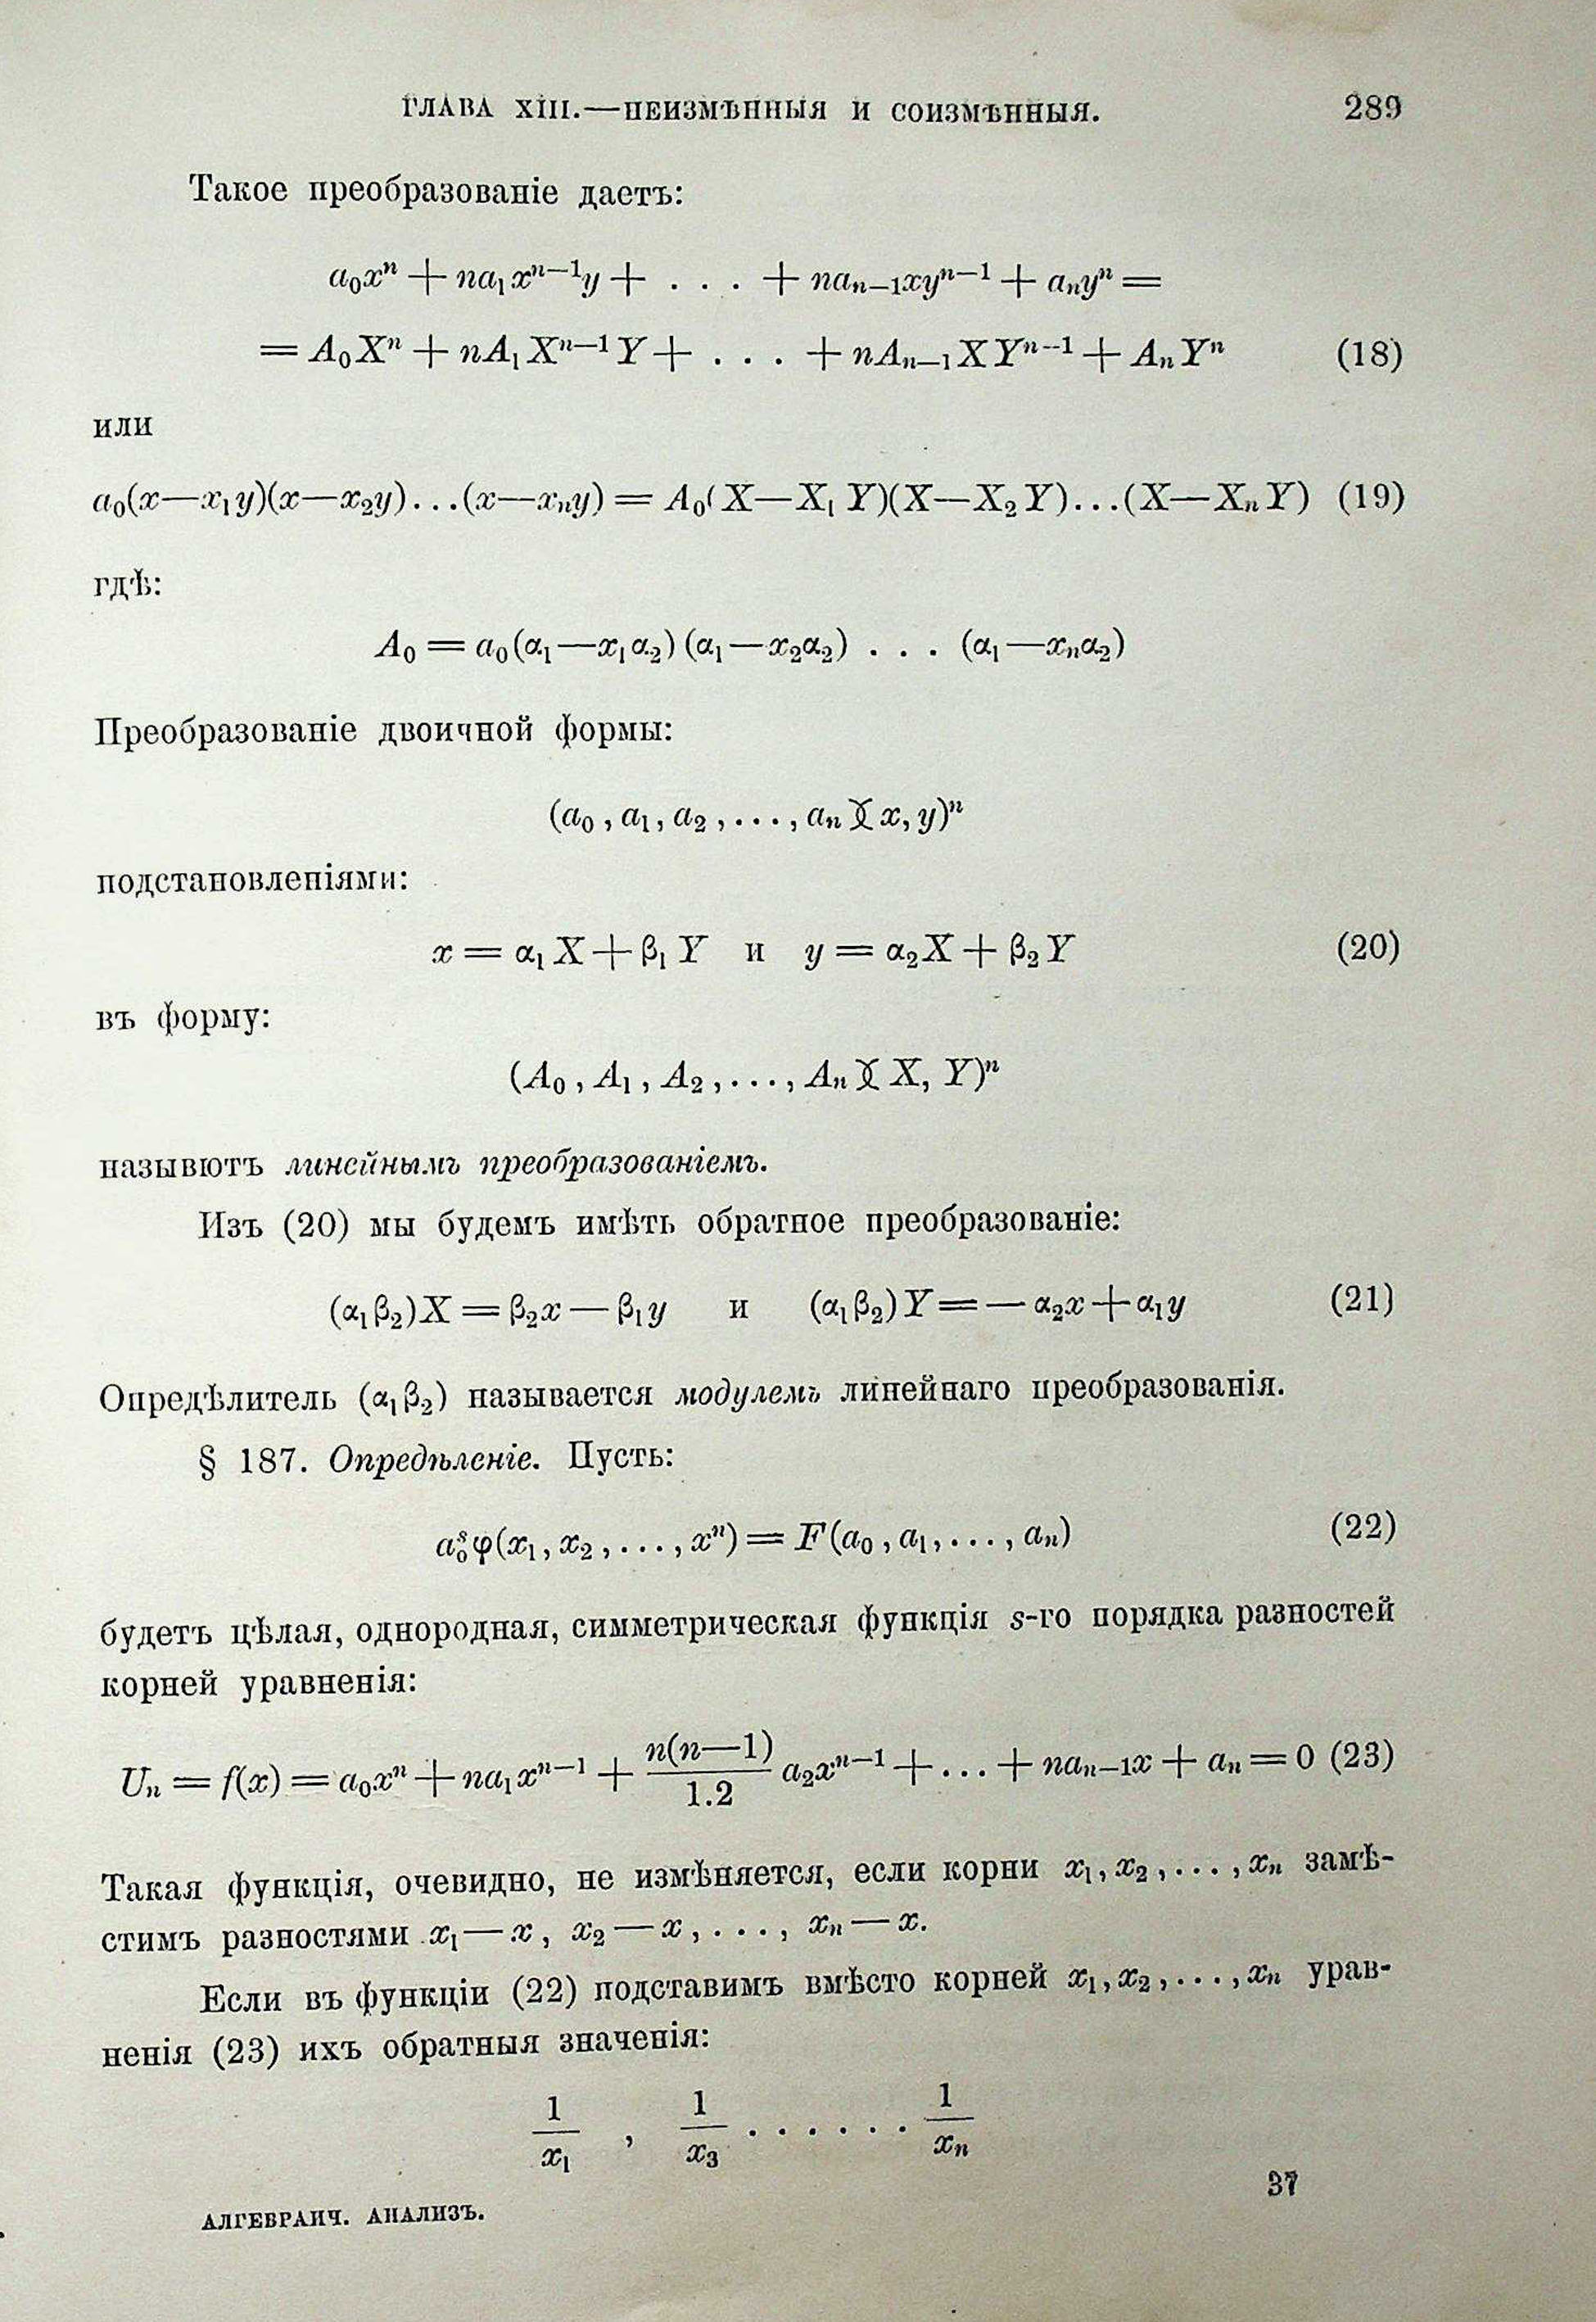 ГЛАВА XIII.—НЕИЗМѢННЫЯ И СОИЗМѢННЫЯ. 289
Такое преобразованіе даетъ:
a₀xⁿ + na₁xⁿ⁻¹y + . . . + naₙ₋₁xyⁿ⁻¹ + aₙyⁿ =
= A₀Xⁿ + nA₁Xⁿ⁻¹Y + . . . + nAₙ₋₁XYⁿ⁻¹ + AₙYⁿ (18)
или
a₀(x—x₁y)(x—x₂y)...(x—xₙy) = A₀(X—X₁Y)(X—X₂Y)...(X—XₙY) (19)
гдѣ:
A₀ = a₀(α₁—x₁α₂)(α₁—x₂α₂) . . . (α₁—xₙα₂)
Преобразованіе двоичной формы:
(a₀, a₁, a₂, ..., aₙ)(x, y)ⁿ
подстановленіями:
x = α₁X + β₁Y и y = α₂X + β₂Y (20)
въ форму:
(A₀, A₁, A₂, ..., Aₙ)(X, Y)ⁿ
назывютъ линейнымъ преобразованіемъ.
Изъ (20) мы будемъ имѣть обратное преобразованіе:
(α₁β₂)X = β₂x — β₁y и (α₁β₂)Y = — α₂x + α₁y (21)
Опредѣлитель (α₁β₂) называется модулемъ линейнаго преобразованія.
§ 187. Опредѣленіе. Пусть:
a₀ˢφ(x₁, x₂, ..., xⁿ) = F(a₀, a₁, ..., aₙ) (22)
будетъ цѣлая, однородная, симметрическая функція s-го порядка разностей
корней уравненія:
Uₙ = f(x) = a₀xⁿ + na₁xⁿ⁻¹ + n(n—1)/1.2 a₂xⁿ⁻¹ + ... + naₙ₋₁x + aₙ = 0 (23)
Такая функція, очевидно, не измѣняется, если корни x₁, x₂, ..., xₙ замѣ-
стимъ разностями x₁ — x, x₂ — x, ..., xₙ — x.
Если въ функціи (22) подставимъ вмѣсто корней x₁, x₂, ..., xₙ урав-
ненія (23) ихъ обратныя значенія:
1/x₁ , 1/x₃ . . . . . . 1/xₙ
АЛГЕБРАИЧ. АНАЛИЗЪ. 37